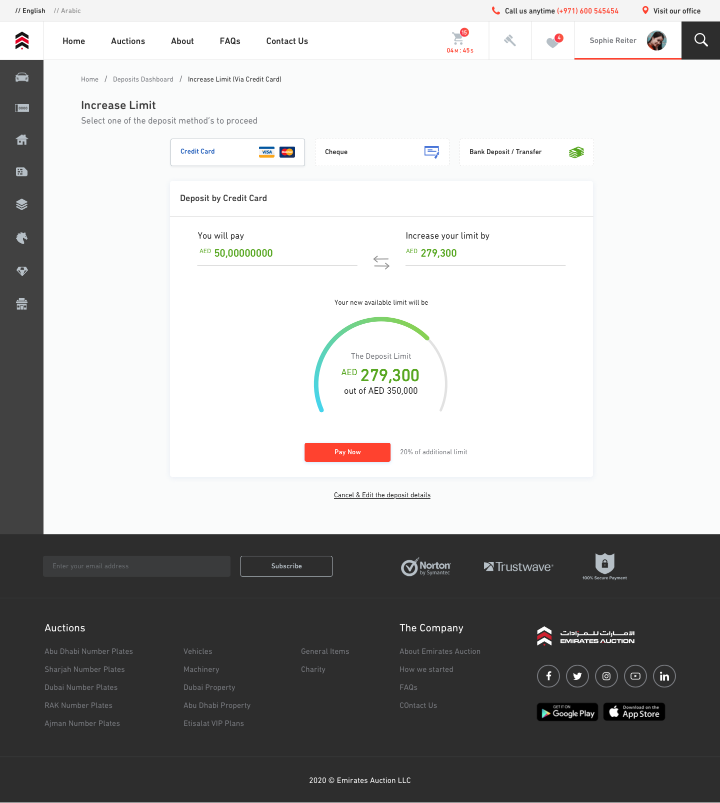 // English // Arabic
Call us anytime (+971) 600 545454
Visit our office
Home Auctions About FAQs Contact Us
15
04M : 45S
4
Sophie Reiter
Home / Deposits Dashboard / Increase Limit (Via Credit Card)
Increase Limit
Select one of the deposit method's to proceed
Credit Card VISA
Cheque
Bank Deposit / Transfer
Deposit by Credit Card
You will pay
AED 50,00000000
Increase your limit by
AED 279,300
Your new available limit will be
The Deposit Limit
AED 279,300
out of AED 350,000
Pay Now
20% of additional limit
Cancel & Edit the deposit details
Enter your email address
Subscribe
Norton
by Symantec
Trustwave
100% Secure Payment
Auctions
Abu Dhabi Number Plates
Sharjah Number Plates
Dubai Number Plates
RAK Number Plates
Ajman Number Plates
Vehicles
Machinery
Dubai Property
Abu Dhabi Property
Etisalat VIP Plans
General Items
Charity
The Company
About Emirates Auction
How we started
FAQs
COntact Us
الإمارات للمزادات
EMIRATES AUCTION
GET IT ON
Google Play
Download on the
App Store
2020 © Emirates Auction LLC